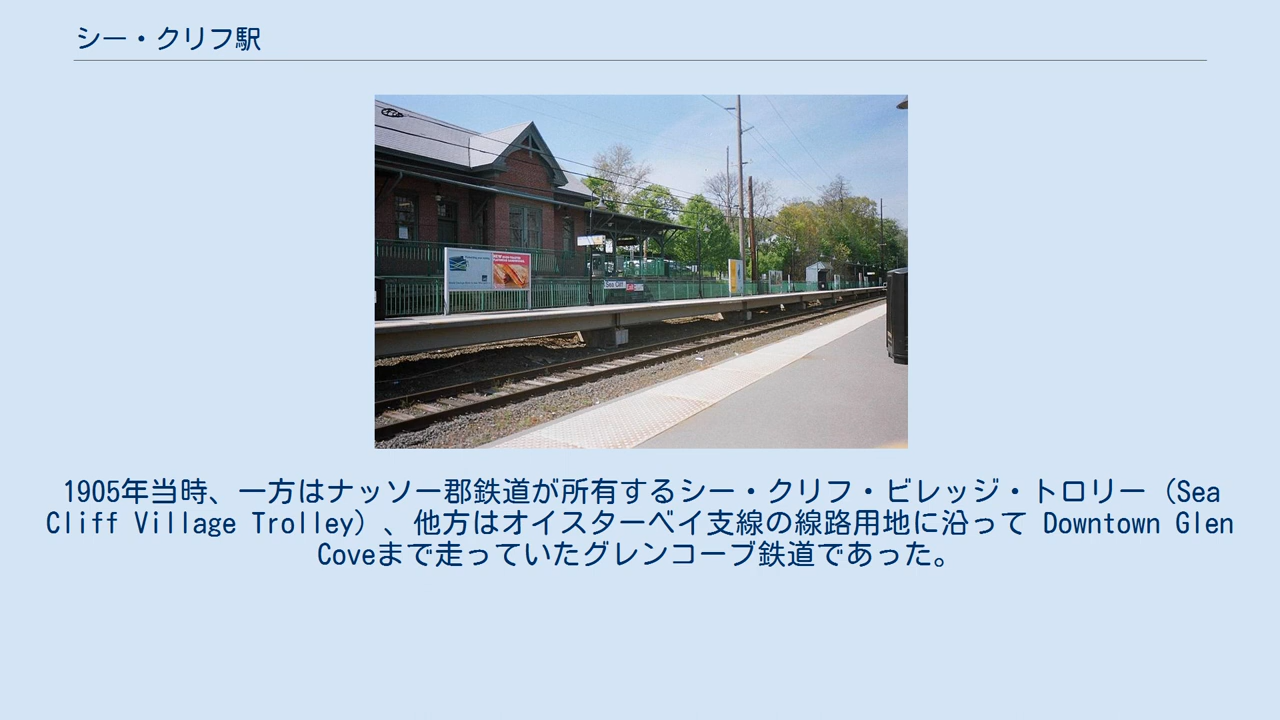 シー・クリフ駅
Sea Cliff
1905年当時、一方はナッソー郡鉄道が所有するシー・クリフ・ビレッジ・トロリー（Sea
Cliff Village Trolley）、他方はオイスターベイ支線の線路用地に沿って Downtown Glen
Coveまで走っていたグレンコーブ鉄道であった。